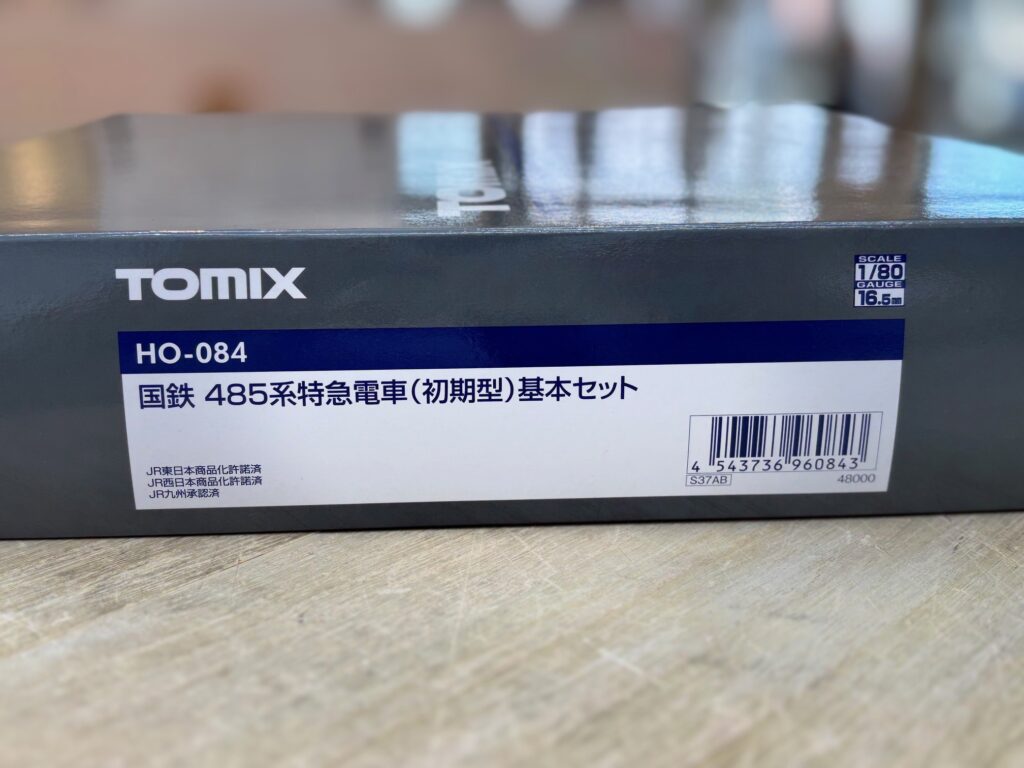 TOMIX
SCALE
1/80
GAUGE
16.5mm
HO-084
国鉄 485系特急電車(初期型)基本セット
JR東日本商品化許諾済
JR西日本商品化許諾済
JR九州承認済
4 543736 960843
S37AB
48000